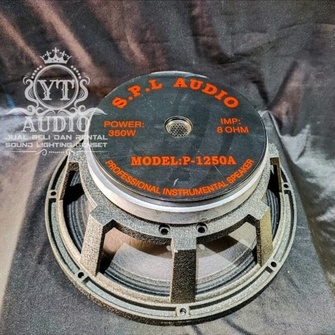 YT
AUDIO
JUAL BELI DAN RENTAL
SOUND LIGHTING GENSET
S.P.L AUDIO
POWER:
350W
IMP:
8 OHM
MODEL:P-1250A
PROFESSIONAL INSTRUMENTAL SPEAKER